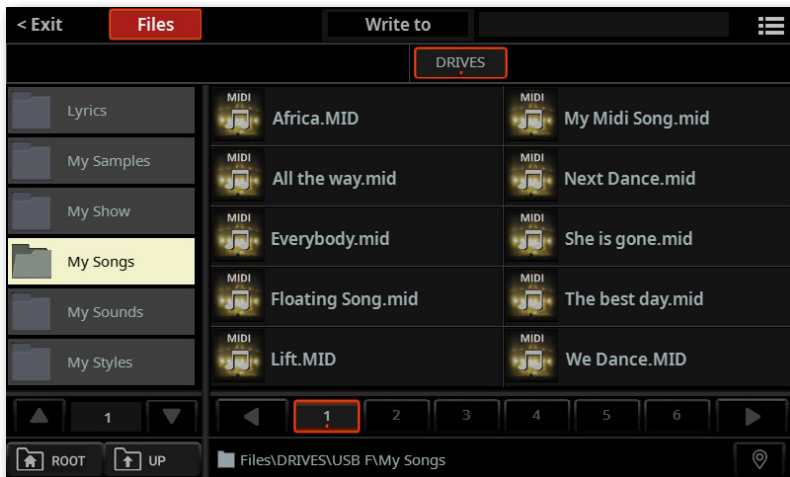 < Exit Files Write to
DRIVES
Lyrics
My Samples
My Show
My Songs
My Sounds
My Styles
MIDI Africa.MID
MIDI My Midi Song.mid
MIDI All the way.mid
MIDI Next Dance.mid
MIDI Everybody.mid
MIDI She is gone.mid
MIDI Floating Song.mid
MIDI The best day.mid
MIDI Lift.MID
MIDI We Dance.MID
1
1 2 3 4 5 6
ROOT UP
Files\DRIVES\USB F\My Songs